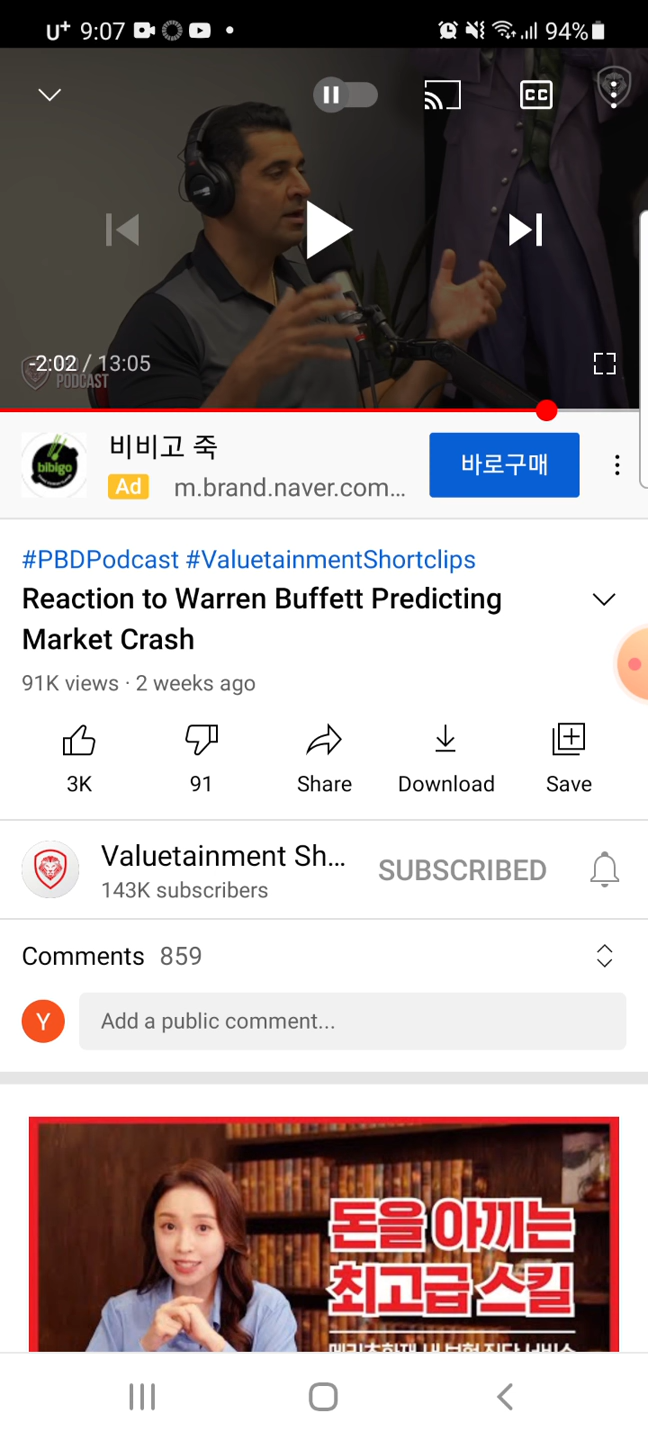 U+ 9:07 94%
CC
-2:02 / 13:05
PODCAST
비비고 죽
bibigo
바로구매
Ad m.brand.naver.com...
#PBDPodcast #ValuetainmentShortclips
Reaction to Warren Buffett Predicting
Market Crash
91K views · 2 weeks ago
3K 91 Share Download Save
Valuetainment Sh...
SUBSCRIBED
143K subscribers
Comments 859
Y Add a public comment...
돈을 아끼는
최고급 스킬